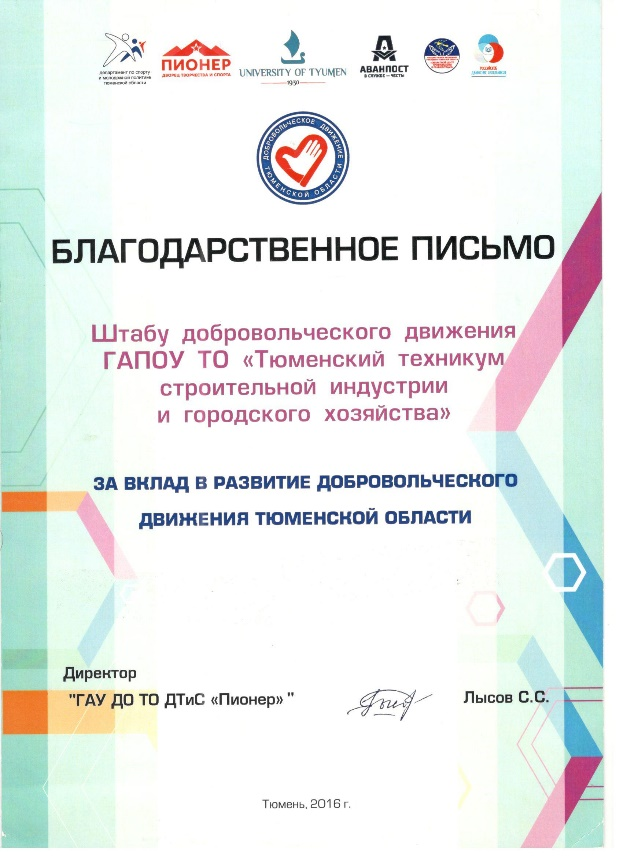 департамент по спорту
и молодежной политике
тюменской области
ПИОНЕР
ДВОРЕЦ ТВОРЧЕСТВА И СПОРТА
UNIVERSITY OF TYUMEN
1930
АВАНПОСТ
В СЛУЖБЕ — ЧЕСТЬ
ДОБРОВОЛЬЧЕСКОЕ ДВИЖЕНИЕ
ТЮМЕНСКОЙ ОБЛАСТИ
БЛАГОДАРСТВЕННОЕ ПИСЬМО
Штабу добровольческого движения
ГАПОУ ТО «Тюменский техникум
строительной индустрии
и городского хозяйства»
ЗА ВКЛАД В РАЗВИТИЕ ДОБРОВОЛЬЧЕСКОГО
ДВИЖЕНИЯ ТЮМЕНСКОЙ ОБЛАСТИ
Директор
"ГАУ ДО ТО ДТиС «Пионер» "
Лысов С.С.
Тюмень, 2016 г.